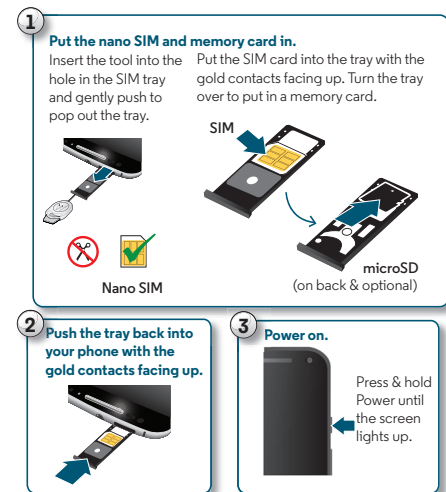 1
Put the nano SIM and memory card in.
Insert the tool into the
hole in the SIM tray
and gently push to
pop out the tray.
Put the SIM card into the tray with the
gold contacts facing up. Turn the tray
over to put in a memory card.
SIM
Nano SIM
microSD
(on back & optional)
2
Push the tray back into
your phone with the
gold contacts facing up.
3
Power on.
Press & hold
Power until
the screen
lights up.